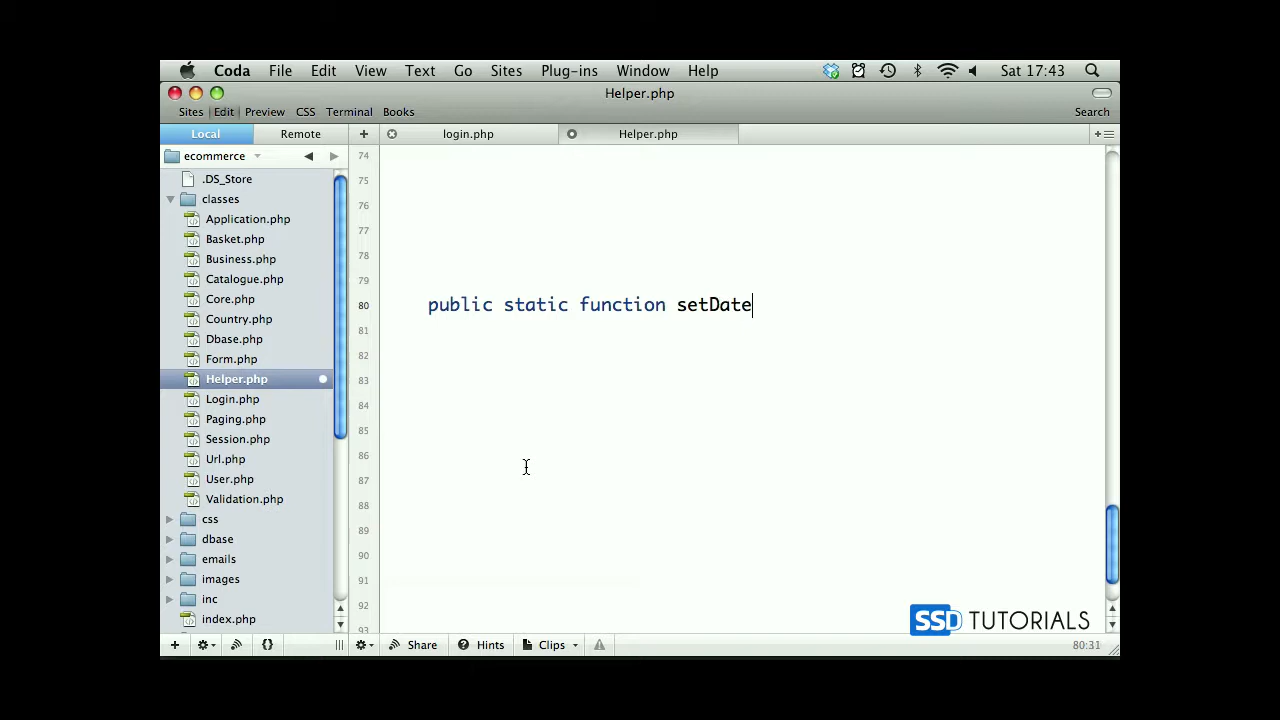 Coda File Edit View Text Go Sites Plug-ins Window Help Sat 17:43
Helper.php
Sites Edit Preview CSS Terminal Books Search
Local Remote + login.php Helper.php
ecommerce
.DS_Store
classes
Application.php
Basket.php
Business.php
Catalogue.php
Core.php
Country.php
Dbase.php
Form.php
Helper.php
Login.php
Paging.php
Session.php
Url.php
User.php
Validation.php
css
dbase
emails
images
inc
index.php
74
75
76
77
78
79
80 public static function setDate
81
82
83
84
85
86
87
88
89
90
91
92
93
SSD TUTORIALS
Share Hints Clips 80:31